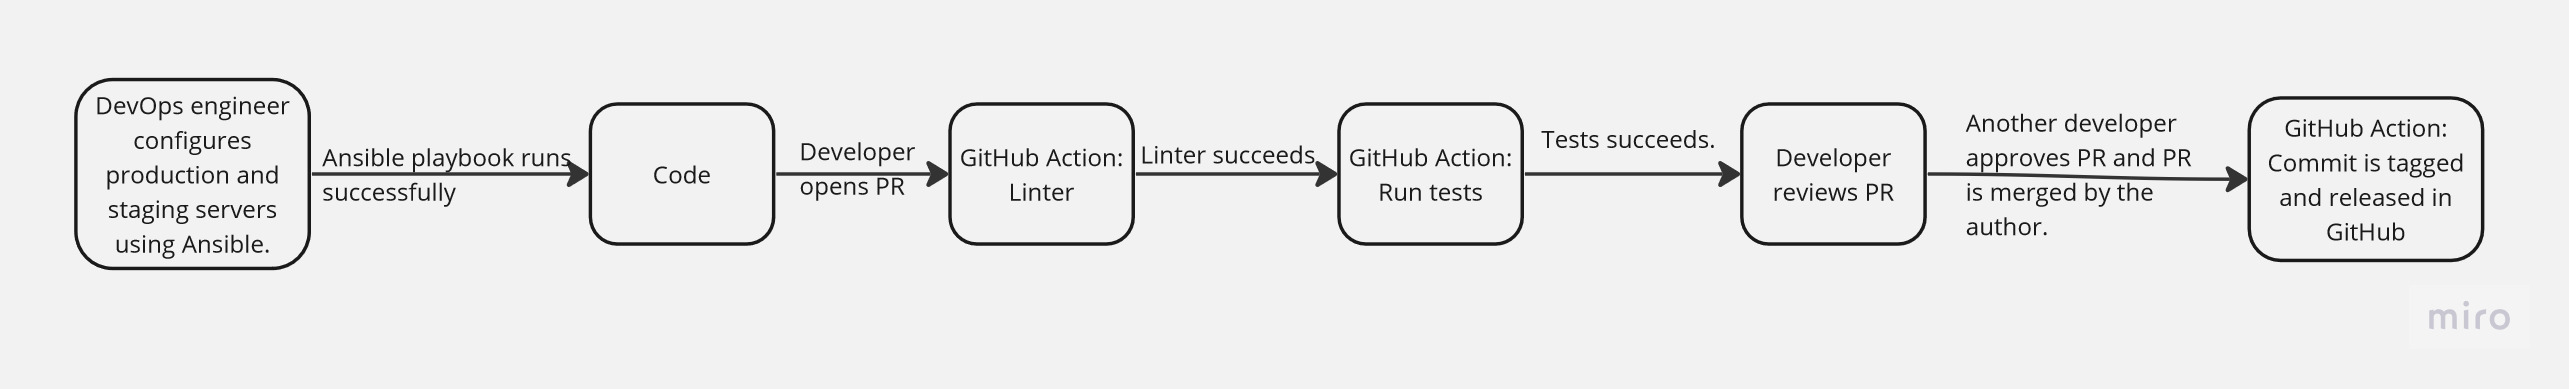 DevOps engineer
configures
production and
staging servers
using Ansible.
Ansible playbook runs
successfully
Code
Developer
opens PR
GitHub Action:
Linter
Linter succeeds
GitHub Action:
Run tests
Tests succeeds.
Developer
reviews PR
Another developer
approves PR and PR
is merged by the
author.
GitHub Action:
Commit is tagged
and released in
GitHub
miro